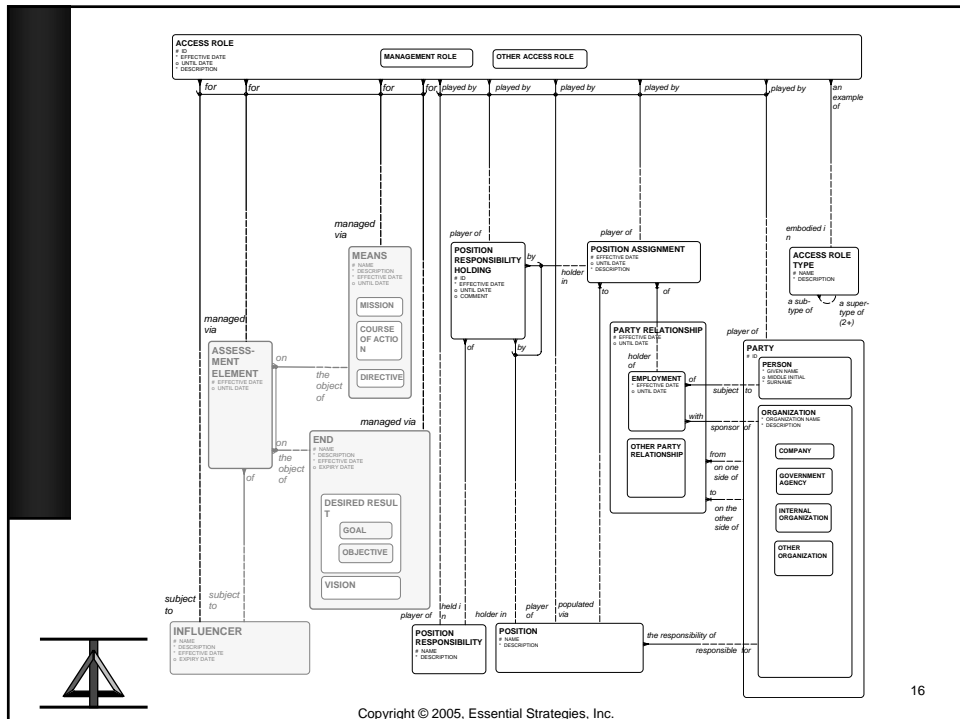 ACCESS ROLE
# ID
* EFFECTIVE DATE
o UNTIL DATE
* DESCRIPTION
MANAGEMENT ROLE
OTHER ACCESS ROLE
for
for
for
for
played by
played by
played by
played by
played by
an
example
of
managed
via
player of
player of
embodied i
n
MEANS
# NAME
* DESCRIPTION
* EFFECTIVE DATE
o UNTIL DATE
MISSION
COURSE
OF ACTIO
N
DIRECTIVE
POSITION
RESPONSIBILITY
HOLDING
# ID
* EFFECTIVE DATE
o UNTIL DATE
o COMMENT
by
holder
in
POSITION ASSIGNMENT
# EFFECTIVE DATE
o UNTIL DATE
* DESCRIPTION
ACCESS ROLE
TYPE
# NAME
* DESCRIPTION
a sub-
type of
a super-
type of
(2+)
to
of
managed
via
ASSESS-
MENT
ELEMENT
# EFFECTIVE DATE
o UNTIL DATE
on
the
object
of
of
by
PARTY RELATIONSHIP
# EFFECTIVE DATE
o UNTIL DATE
holder
of
EMPLOYMENT
* EFFECTIVE DATE
o UNTIL DATE
OTHER PARTY
RELATIONSHIP
of
subject to
with
sponsor of
from
on one
side of
to
on the
other
side of
player of
PARTY
# ID
PERSON
* GIVEN NAME
o MIDDLE INITIAL
* SURNAME
ORGANIZATION
* ORGANIZATION NAME
* DESCRIPTION
COMPANY
GOVERNMENT
AGENCY
INTERNAL
ORGANIZATION
OTHER
ORGANIZATION
managed via
on
the
object
of
of
END
# NAME
* DESCRIPTION
* EFFECTIVE DATE
o EXPIRY DATE
DESIRED RESUL
T
GOAL
OBJECTIVE
VISION
subject
to
subject
to
INFLUENCER
# NAME
* DESCRIPTION
* EFFECTIVE DATE
o EXPIRY DATE
player of
held i
n
holder in
player
of
populated
via
POSITION
RESPONSIBILITY
# NAME
* DESCRIPTION
POSITION
# NAME
* DESCRIPTION
the responsibility of
responsible for
16
Copyright © 2005, Essential Strategies, Inc.